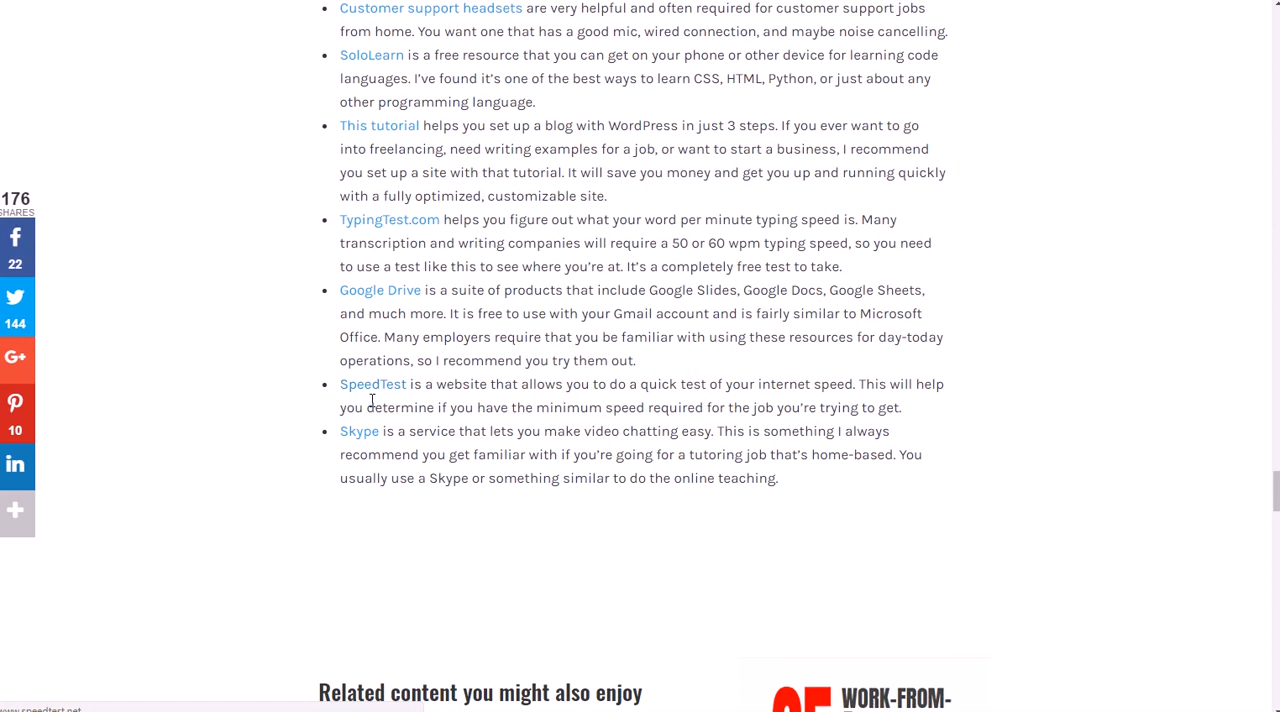 Customer support headsets are very helpful and often required for customer support jobs
from home. You want one that has a good mic, wired connection, and maybe noise cancelling.
SoloLearn is a free resource that you can get on your phone or other device for learning code
languages. I've found it's one of the best ways to learn CSS, HTML, Python, or just about any
other programming language.
This tutorial helps you set up a blog with WordPress in just 3 steps. If you ever want to go
into freelancing, need writing examples for a job, or want to start a business, I recommend
you set up a site with that tutorial. It will save you money and get you up and running quickly
with a fully optimized, customizable site.
TypingTest.com helps you figure out what your word per minute typing speed is. Many
transcription and writing companies will require a 50 or 60 wpm typing speed, so you need
to use a test like this to see where you're at. It's a completely free test to take.
Google Drive is a suite of products that include Google Slides, Google Docs, Google Sheets,
and much more. It is free to use with your Gmail account and is fairly similar to Microsoft
Office. Many employers require that you be familiar with using these resources for day-today
operations, so I recommend you try them out.
SpeedTest is a website that allows you to do a quick test of your internet speed. This will help
you determine if you have the minimum speed required for the job you're trying to get.
Skype is a service that lets you make video chatting easy. This is something I always
recommend you get familiar with if you're going for a tutoring job that's home-based. You
usually use a Skype or something similar to do the online teaching.
176
SHARES
22
144
G+
10
in
Related content you might also enjoy
WORK-FROM-
www.speedtest.net